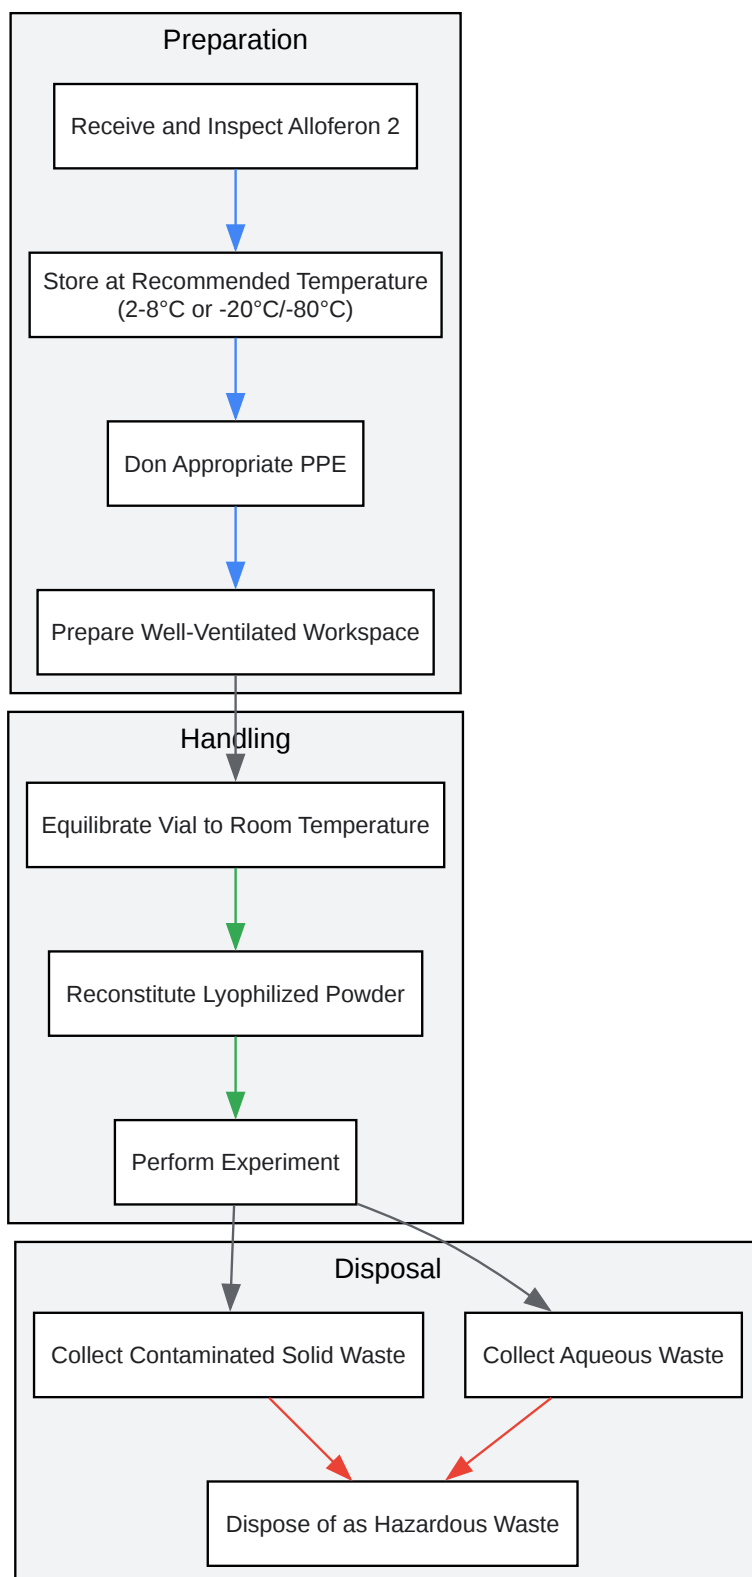 Preparation
Receive and Inspect Alloferon 2
Store at Recommended Temperature
(2-8°C or -20°C/-80°C)
Don Appropriate PPE
Prepare Well-Ventilated Workspace
Handling
Equilibrate Vial to Room Temperature
Reconstitute Lyophilized Powder
Perform Experiment
Disposal
Collect Contaminated Solid Waste
Collect Aqueous Waste
Dispose of as Hazardous Waste